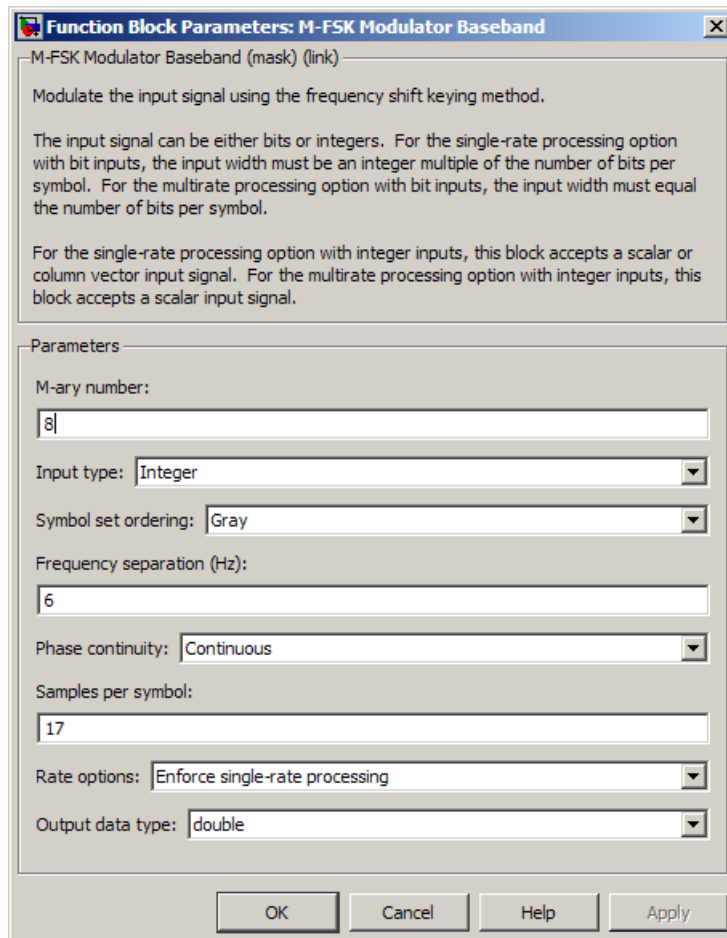 Function Block Parameters: M-FSK Modulator Baseband
M-FSK Modulator Baseband (mask) (link)
Modulate the input signal using the frequency shift keying method.
The input signal can be either bits or integers.  For the single-rate processing option
with bit inputs, the input width must be an integer multiple of the number of bits per
symbol.  For the multirate processing option with bit inputs, the input width must equal
the number of bits per symbol.
For the single-rate processing option with integer inputs, this block accepts a scalar or
column vector input signal.  For the multirate processing option with integer inputs, this
block accepts a scalar input signal.
Parameters
M-ary number:
8
Input type: Integer
Symbol set ordering: Gray
Frequency separation (Hz):
6
Phase continuity: Continuous
Samples per symbol:
17
Rate options: Enforce single-rate processing
Output data type: double
OK Cancel Help Apply